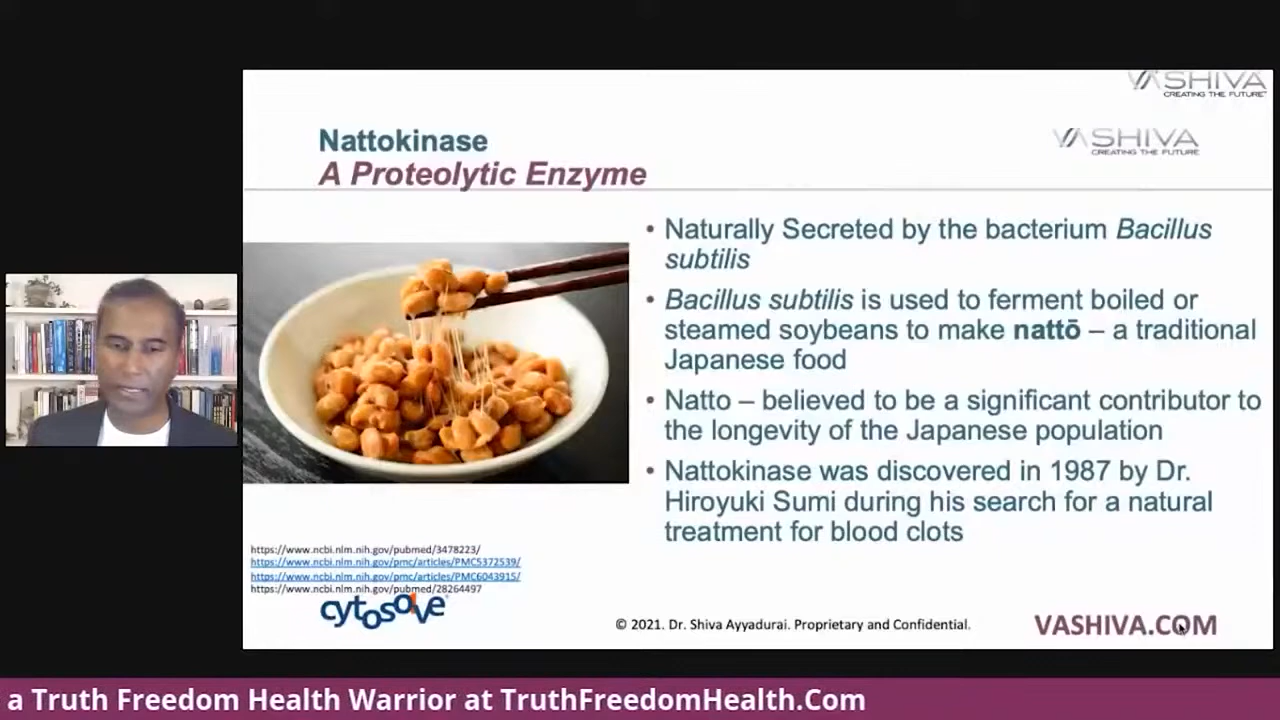 VASHIVA
CREATING THE FUTURE
VASHIVA
CREATING THE FUTURE
Nattokinase
A Proteolytic Enzyme
• Naturally Secreted by the bacterium Bacillus
subtilis
• Bacillus subtilis is used to ferment boiled or
steamed soybeans to make nattō – a traditional
Japanese food
• Natto – believed to be a significant contributor to
the longevity of the Japanese population
• Nattokinase was discovered in 1987 by Dr.
Hiroyuki Sumi during his search for a natural
treatment for blood clots
https://www.ncbi.nlm.nih.gov/pubmed/3478223/
https://www.ncbi.nlm.nih.gov/pmc/articles/PMC5372539/
https://www.ncbi.nlm.nih.gov/pmc/articles/PMC6043915/
https://www.ncbi.nlm.nih.gov/pubmed/28264497
cytosolve
© 2021. Dr. Shiva Ayyadurai. Proprietary and Confidential.
VASHIVA.COM
a Truth Freedom Health Warrior at TruthFreedomHealth.Com